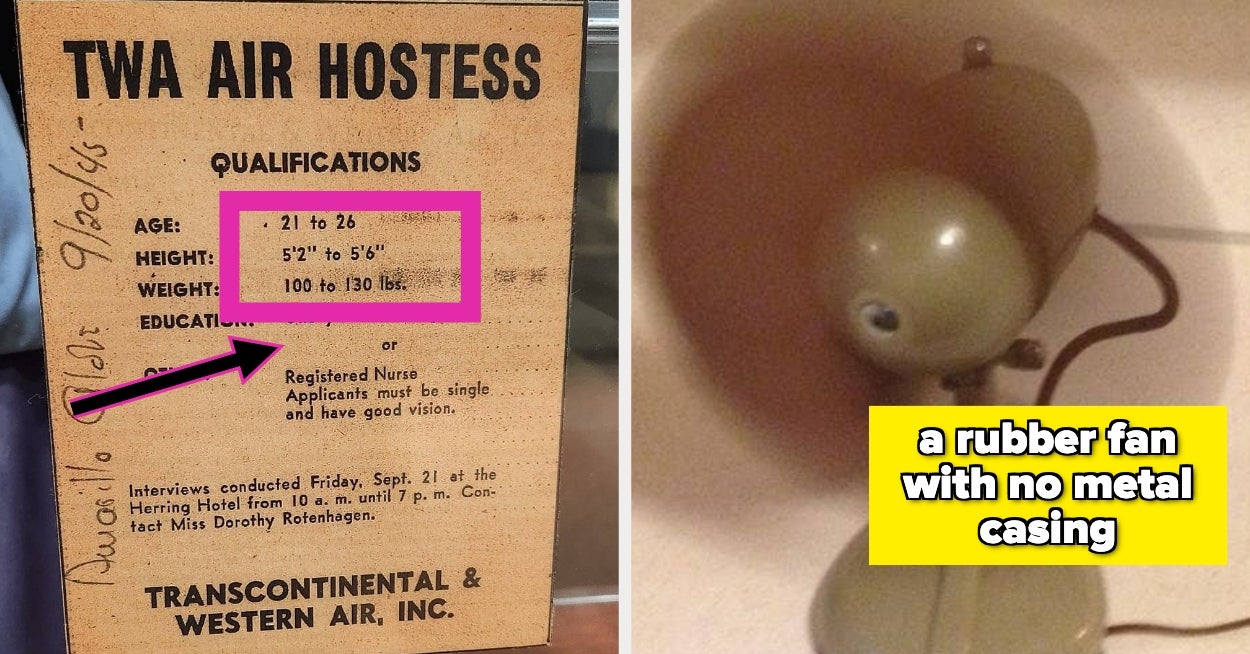 TWA AIR HOSTESS
QUALIFICATIONS
AGE: 21 to 26
HEIGHT: 5'2" to 5'6"
WEIGHT: 100 to 130 lbs.
EDUCATION:
or
Registered Nurse
Applicants must be single
and have good vision.
Interviews conducted Friday, Sept. 21 at the
Herring Hotel from 10 a. m. until 7 p. m. Con-
tact Miss Dorothy Rotenhagen.
TRANSCONTINENTAL &
WESTERN AIR, INC.
Amarillo Globe 9/20/45-
a rubber fan
with no metal
casing